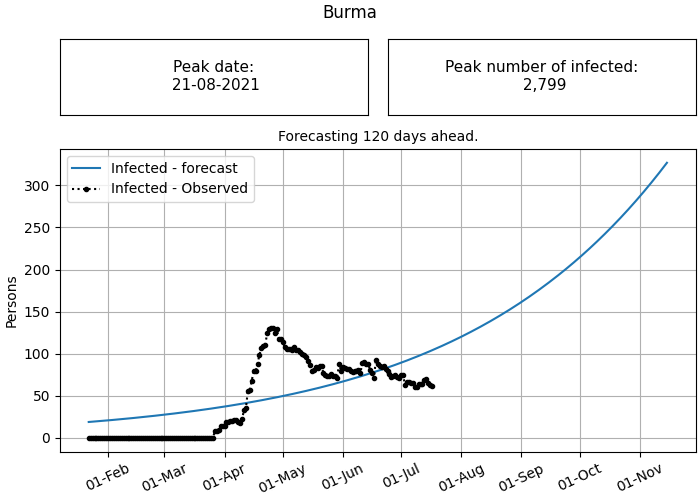 Burma
Peak date:
21-08-2021
Peak number of infected:
2,799
Forecasting 120 days ahead.
Infected - forecast
Infected - Observed
Persons
300
250
200
150
100
50
0
01-Feb
01-Mar
01-Apr
01-May
01-Jun
01-Jul
01-Aug
01-Sep
01-Oct
01-Nov